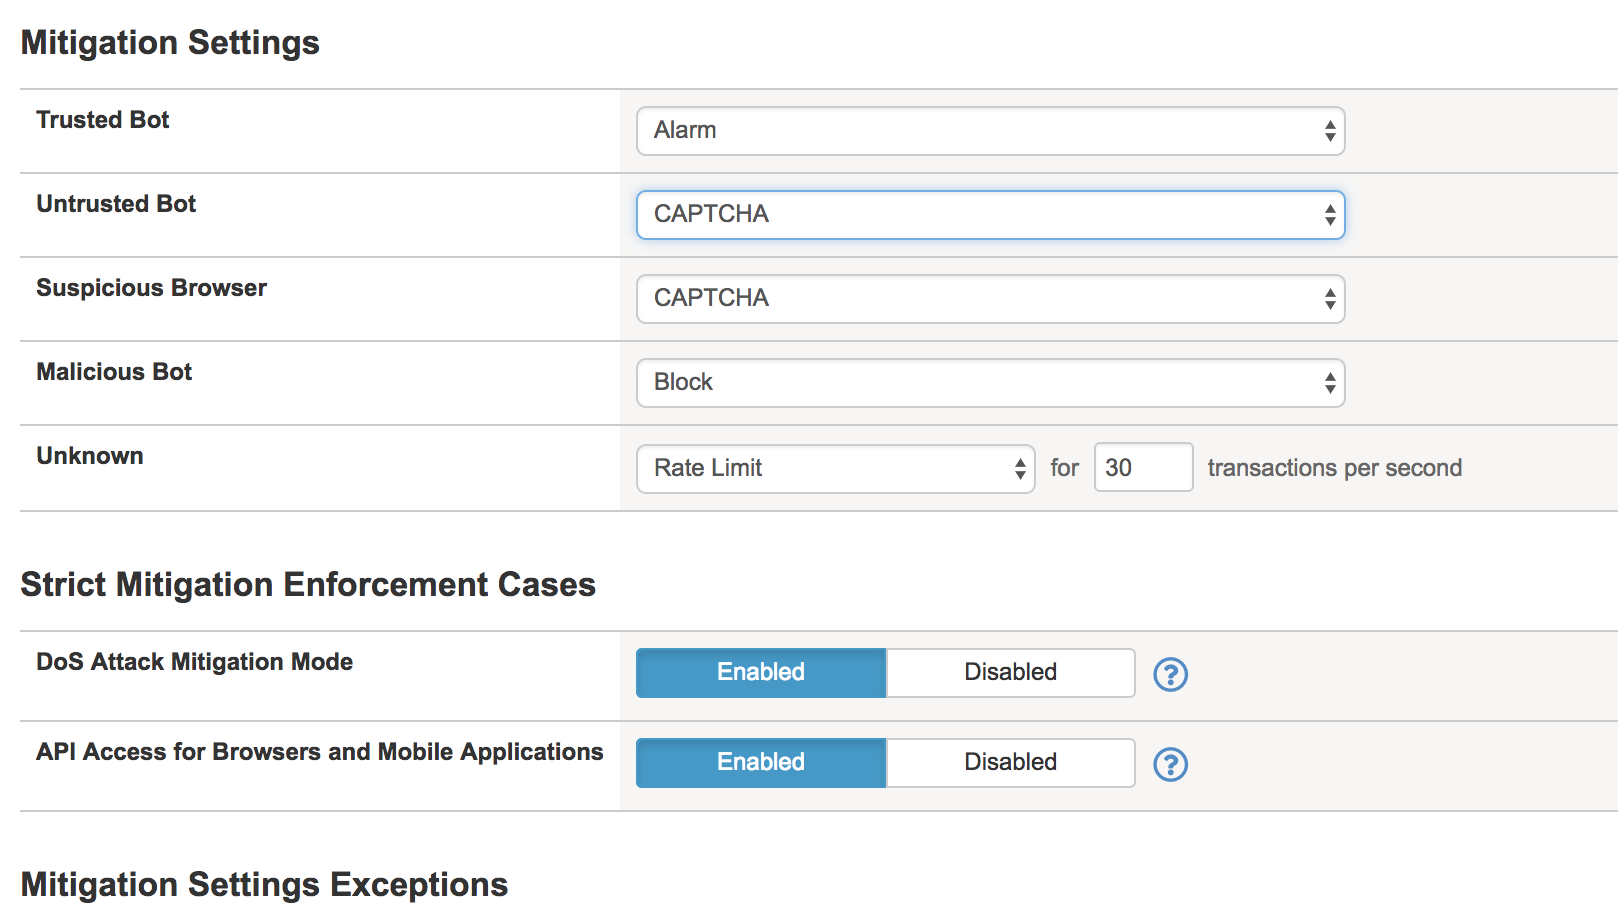 Mitigation Settings
Trusted Bot Alarm
Untrusted Bot CAPTCHA
Suspicious Browser CAPTCHA
Malicious Bot Block
Unknown Rate Limit for 30 transactions per second
Strict Mitigation Enforcement Cases
DoS Attack Mitigation Mode Enabled Disabled ?
API Access for Browsers and Mobile Applications Enabled Disabled ?
Mitigation Settings Exceptions